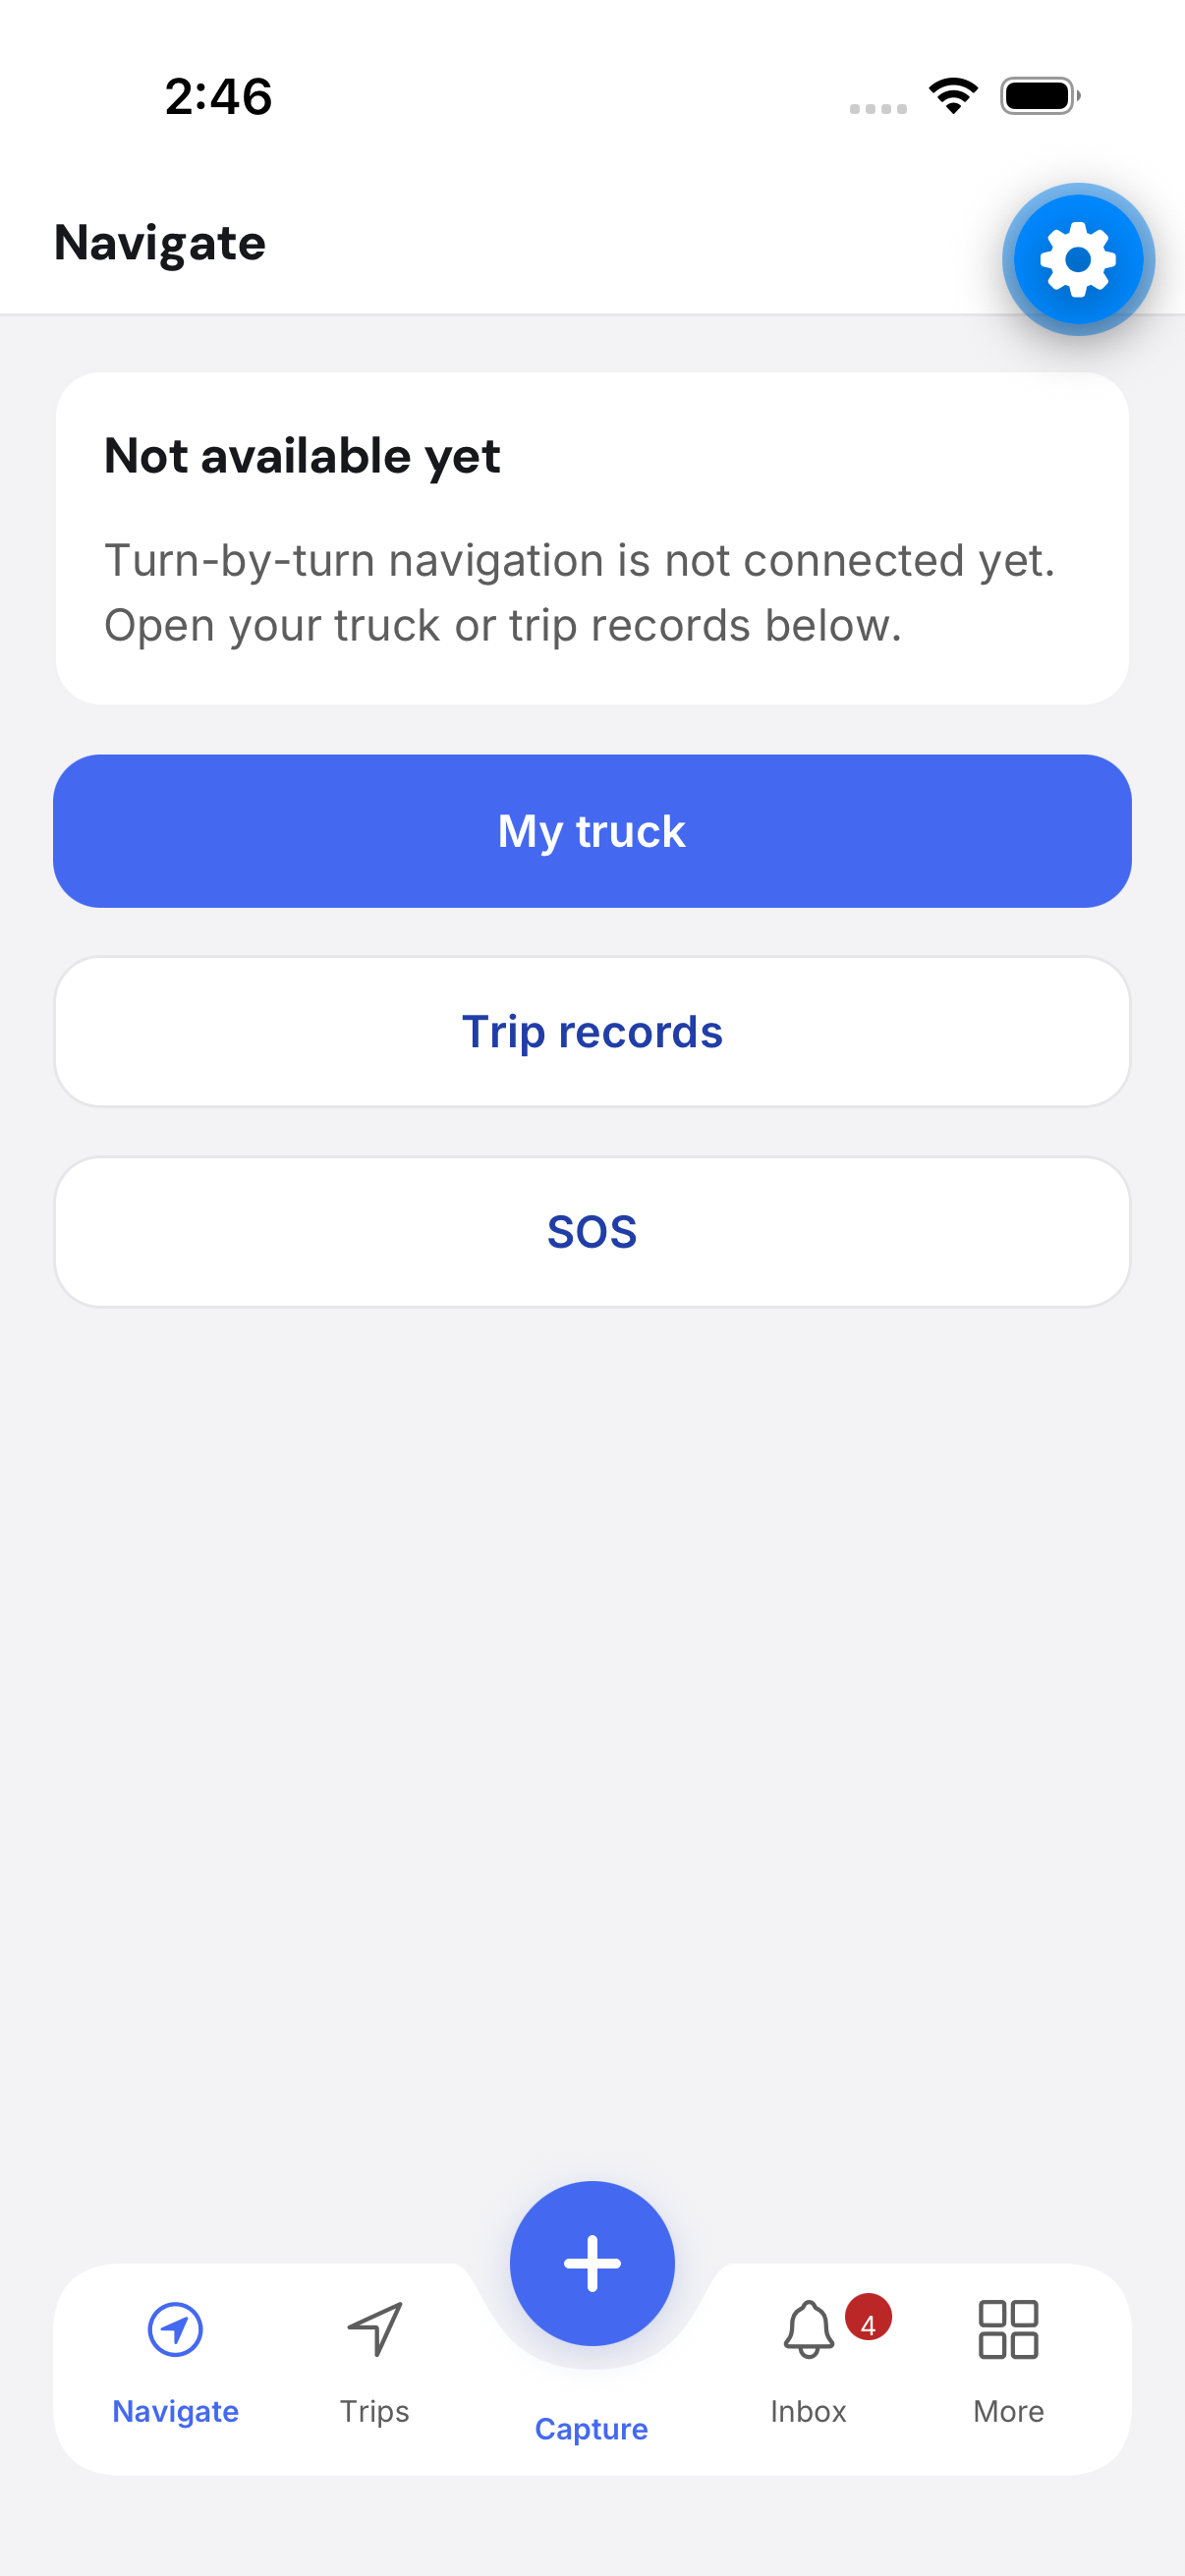 2:46
Navigate
Not available yet
Turn-by-turn navigation is not connected yet.
Open your truck or trip records below.
My truck
Trip records
SOS
4
Navigate
Trips
Capture
Inbox
More